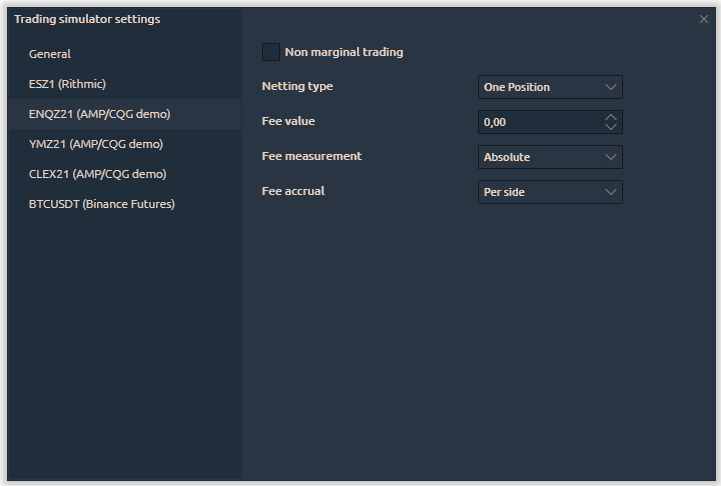 Trading simulator settings
General
ESZ1 (Rithmic)
ENQZ21 (AMP/CQG demo)
YMZ21 (AMP/CQG demo)
CLEX21 (AMP/CQG demo)
BTCUSDT (Binance Futures)
Non marginal trading
Netting type One Position
Fee value 0,00
Fee measurement Absolute
Fee accrual Per side